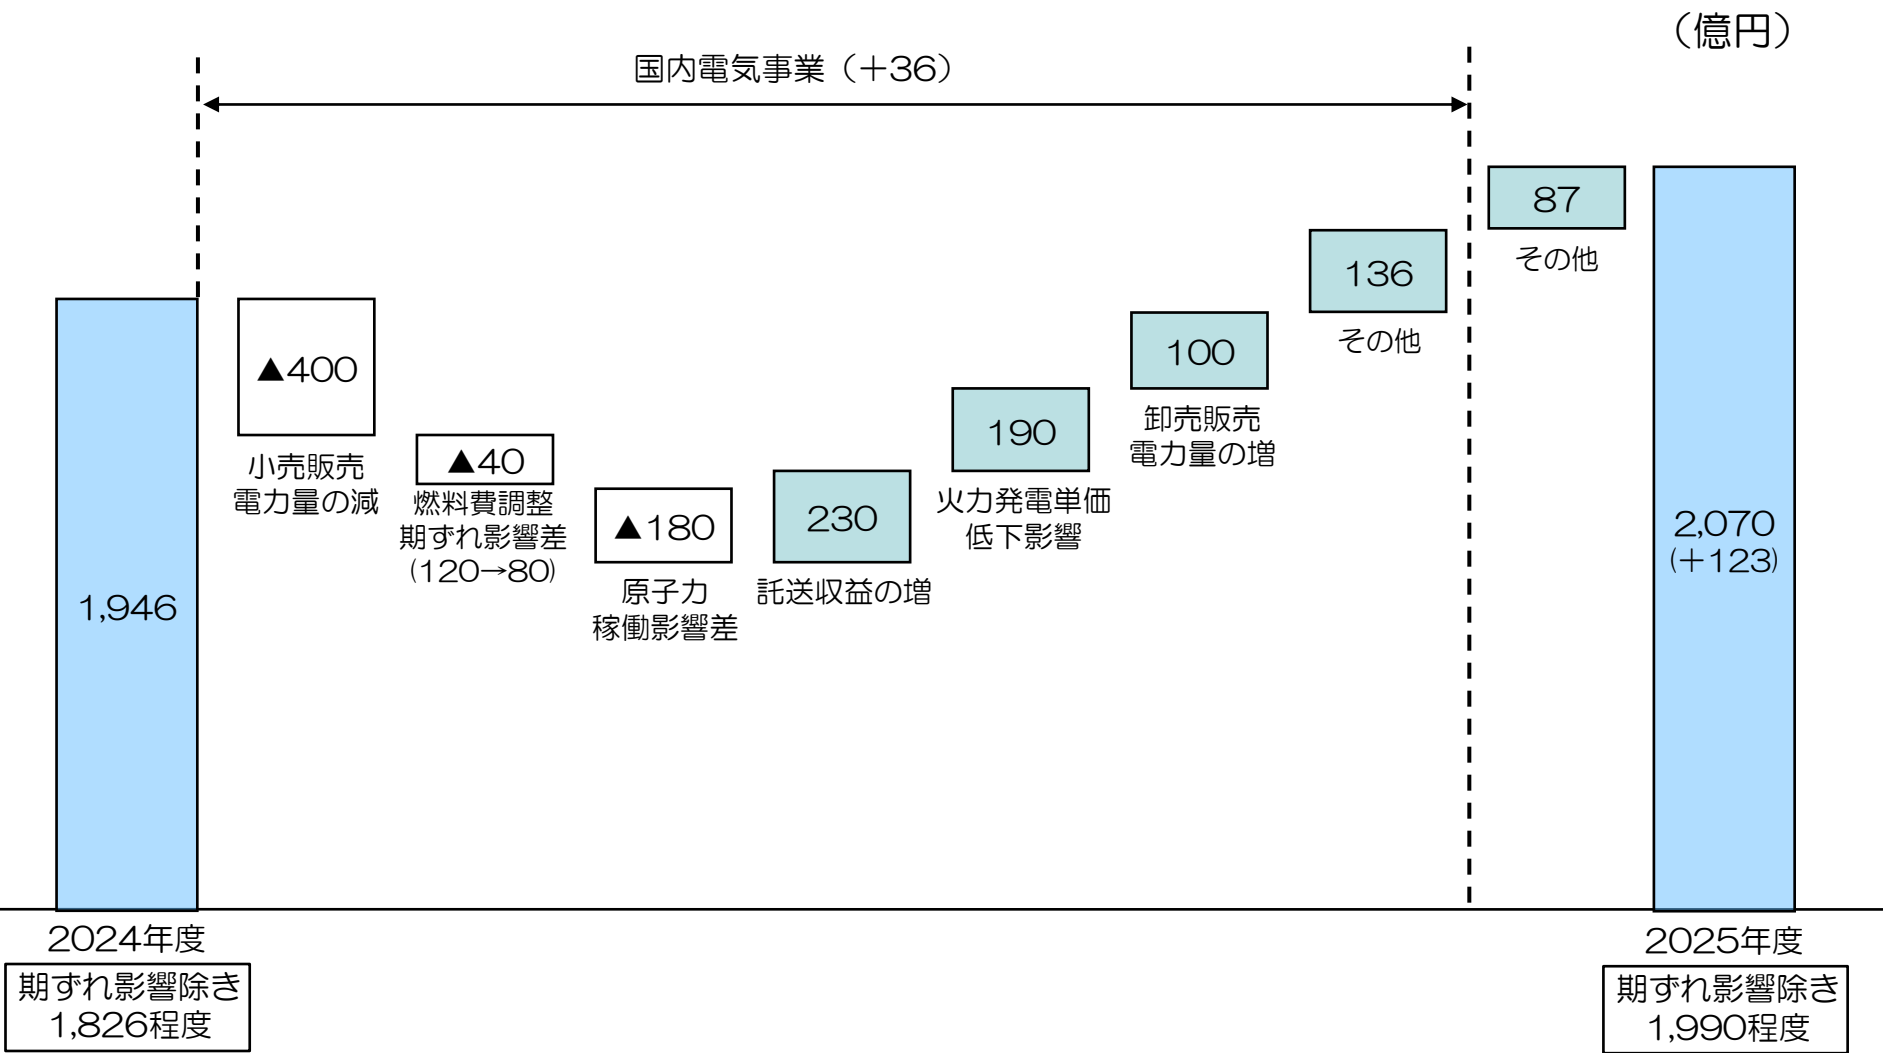 （億円）
国内電気事業（＋36）
87
その他
136
その他
100
卸売販売
電力量の増
190
火力発電単価
低下影響
230
託送収益の増
▲180
原子力
稼働影響差
▲40
燃料費調整
期ずれ影響差
(120→80)
▲400
小売販売
電力量の減
1,946
2,070
(＋123)
2024年度
期ずれ影響除き
1,826程度
2025年度
期ずれ影響除き
1,990程度